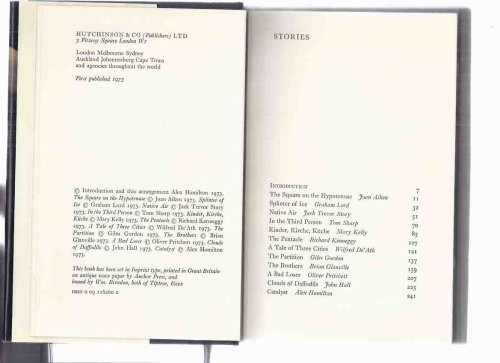 HUTCHINSON & CO (Publishers) LTD
3 Fitzroy Square London W1
London Melbourne Sydney
Auckland Johannesburg Cape Town
and agencies throughout the world
First published 1973
© Introduction and this arrangement Alex Hamilton 1973.
The Square on the Hypotenuse © Joan Aiken 1973. Splinter of
Ice © Graham Lord 1973. Native Air © Jack Trevor Story
1973. In the Third Person © Tom Sharp 1973. Kinder, Kirche,
Küche © Mary Kelly 1973. The Pentacle © Richard Kenneggy
1973. A Tale of Three Cities © Wilfred De'Ath 1973. The
Partition © Giles Gordon 1973. The Brothers © Brian
Glanville 1973. A Bad Loser © Oliver Pritchett 1973. Clouds
of Daffodils © John Hall 1973. Catalyst © Alex Hamilton
1973.
This book has been set in Imprint type, printed in Great Britain
on antique wove paper by Anchor Press, and
bound by Wm. Brendon, both of Tiptree, Essex
ISBN 0 09 116260 2
STORIES
INTRODUCTION 7
The Square on the Hypotenuse Joan Aiken 11
Splinter of Ice Graham Lord 32
Native Air Jack Trevor Story 51
In the Third Person Tom Sharp 70
Kinder, Kirche, Küche Mary Kelly 85
The Pentacle Richard Kenneggy 107
A Tale of Three Cities Wilfred De'Ath 121
The Partition Giles Gordon 137
The Brothers Brian Glanville 159
A Bad Loser Oliver Pritchett 207
Clouds of Daffodils John Hall 225
Catalyst Alex Hamilton 241